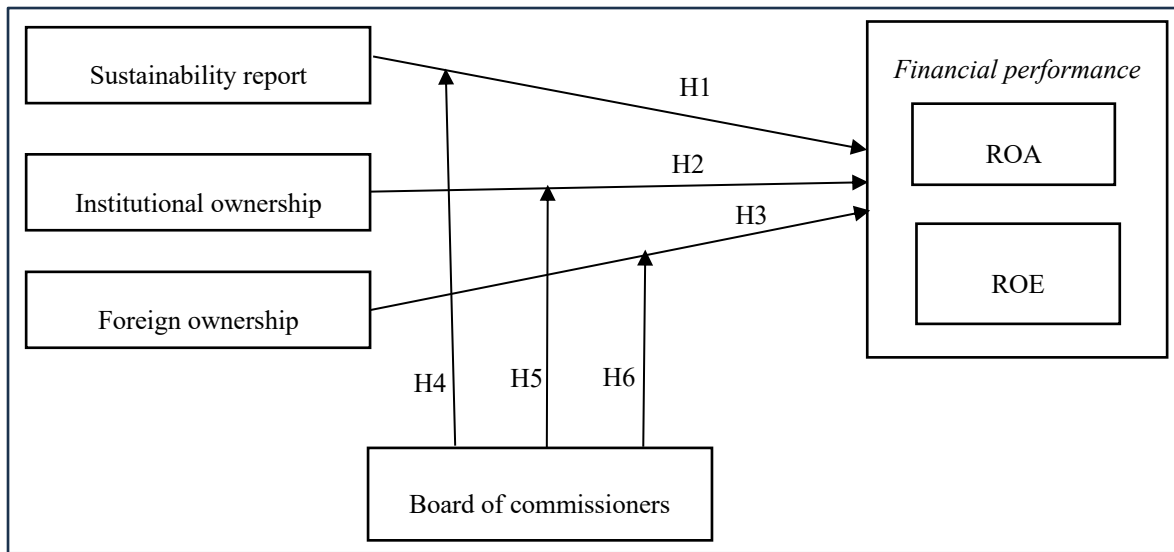 Sustainability report
Institutional ownership
Foreign ownership
H1
H2
H3
H4
H5
H6
Board of commissioners
Financial performance
ROA
ROE